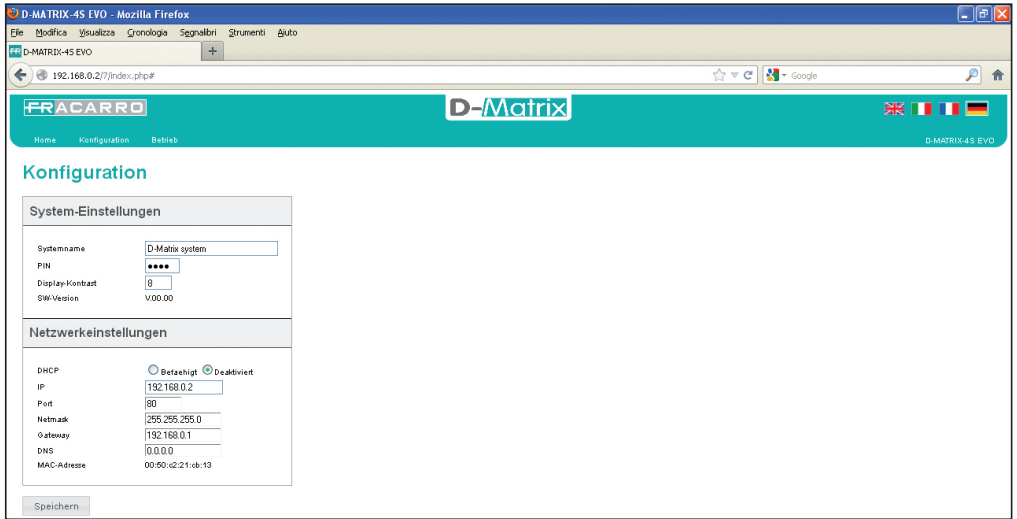 D-MATRIX-4S EVO - Mozilla Firefox
File Modifica Visualizza Cronologia Segnalibri Strumenti Aiuto
FR D-MATRIX-4S EVO +
192.168.0.2/7/index.php# Google
FRACARRO D-Matrix
Home Konfiguration Betrieb D-MATRIX-4S EVO
Konfiguration
System-Einstellungen
Systemname D-Matrix system
PIN ••••
Display-Kontrast 8
SW-Version V.00.00
Netzwerkeinstellungen
DHCP Befaehigt Deaktiviert
IP 192.168.0.2
Port 80
Netmask 255.255.255.0
Gateway 192.168.0.1
DNS 0.0.0.0
MAC-Adresse 00:50:c2:21:cb:13
Speichern